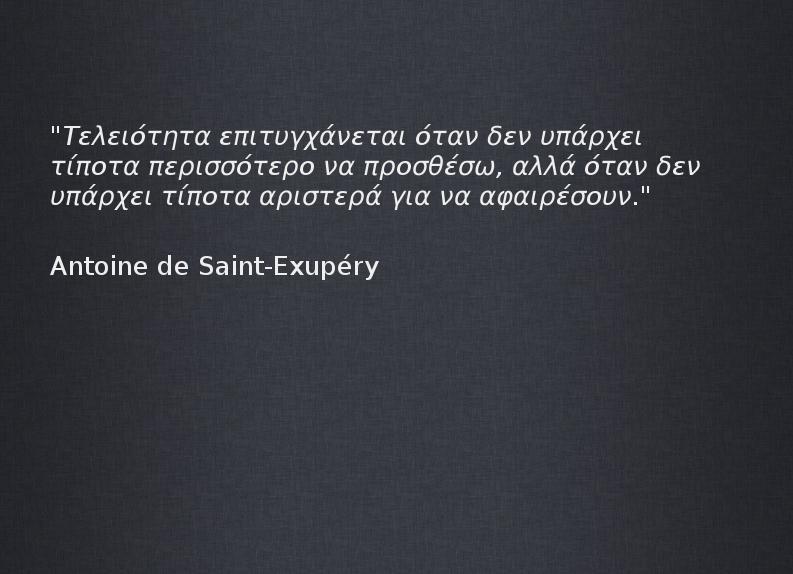 "Τελειότητα επιτυγχάνεται όταν δεν υπάρχει
τίποτα περισσότερο να προσθέσω, αλλά όταν δεν
υπάρχει τίποτα αριστερά για να αφαιρέσουν."
Antoine de Saint-Exupéry